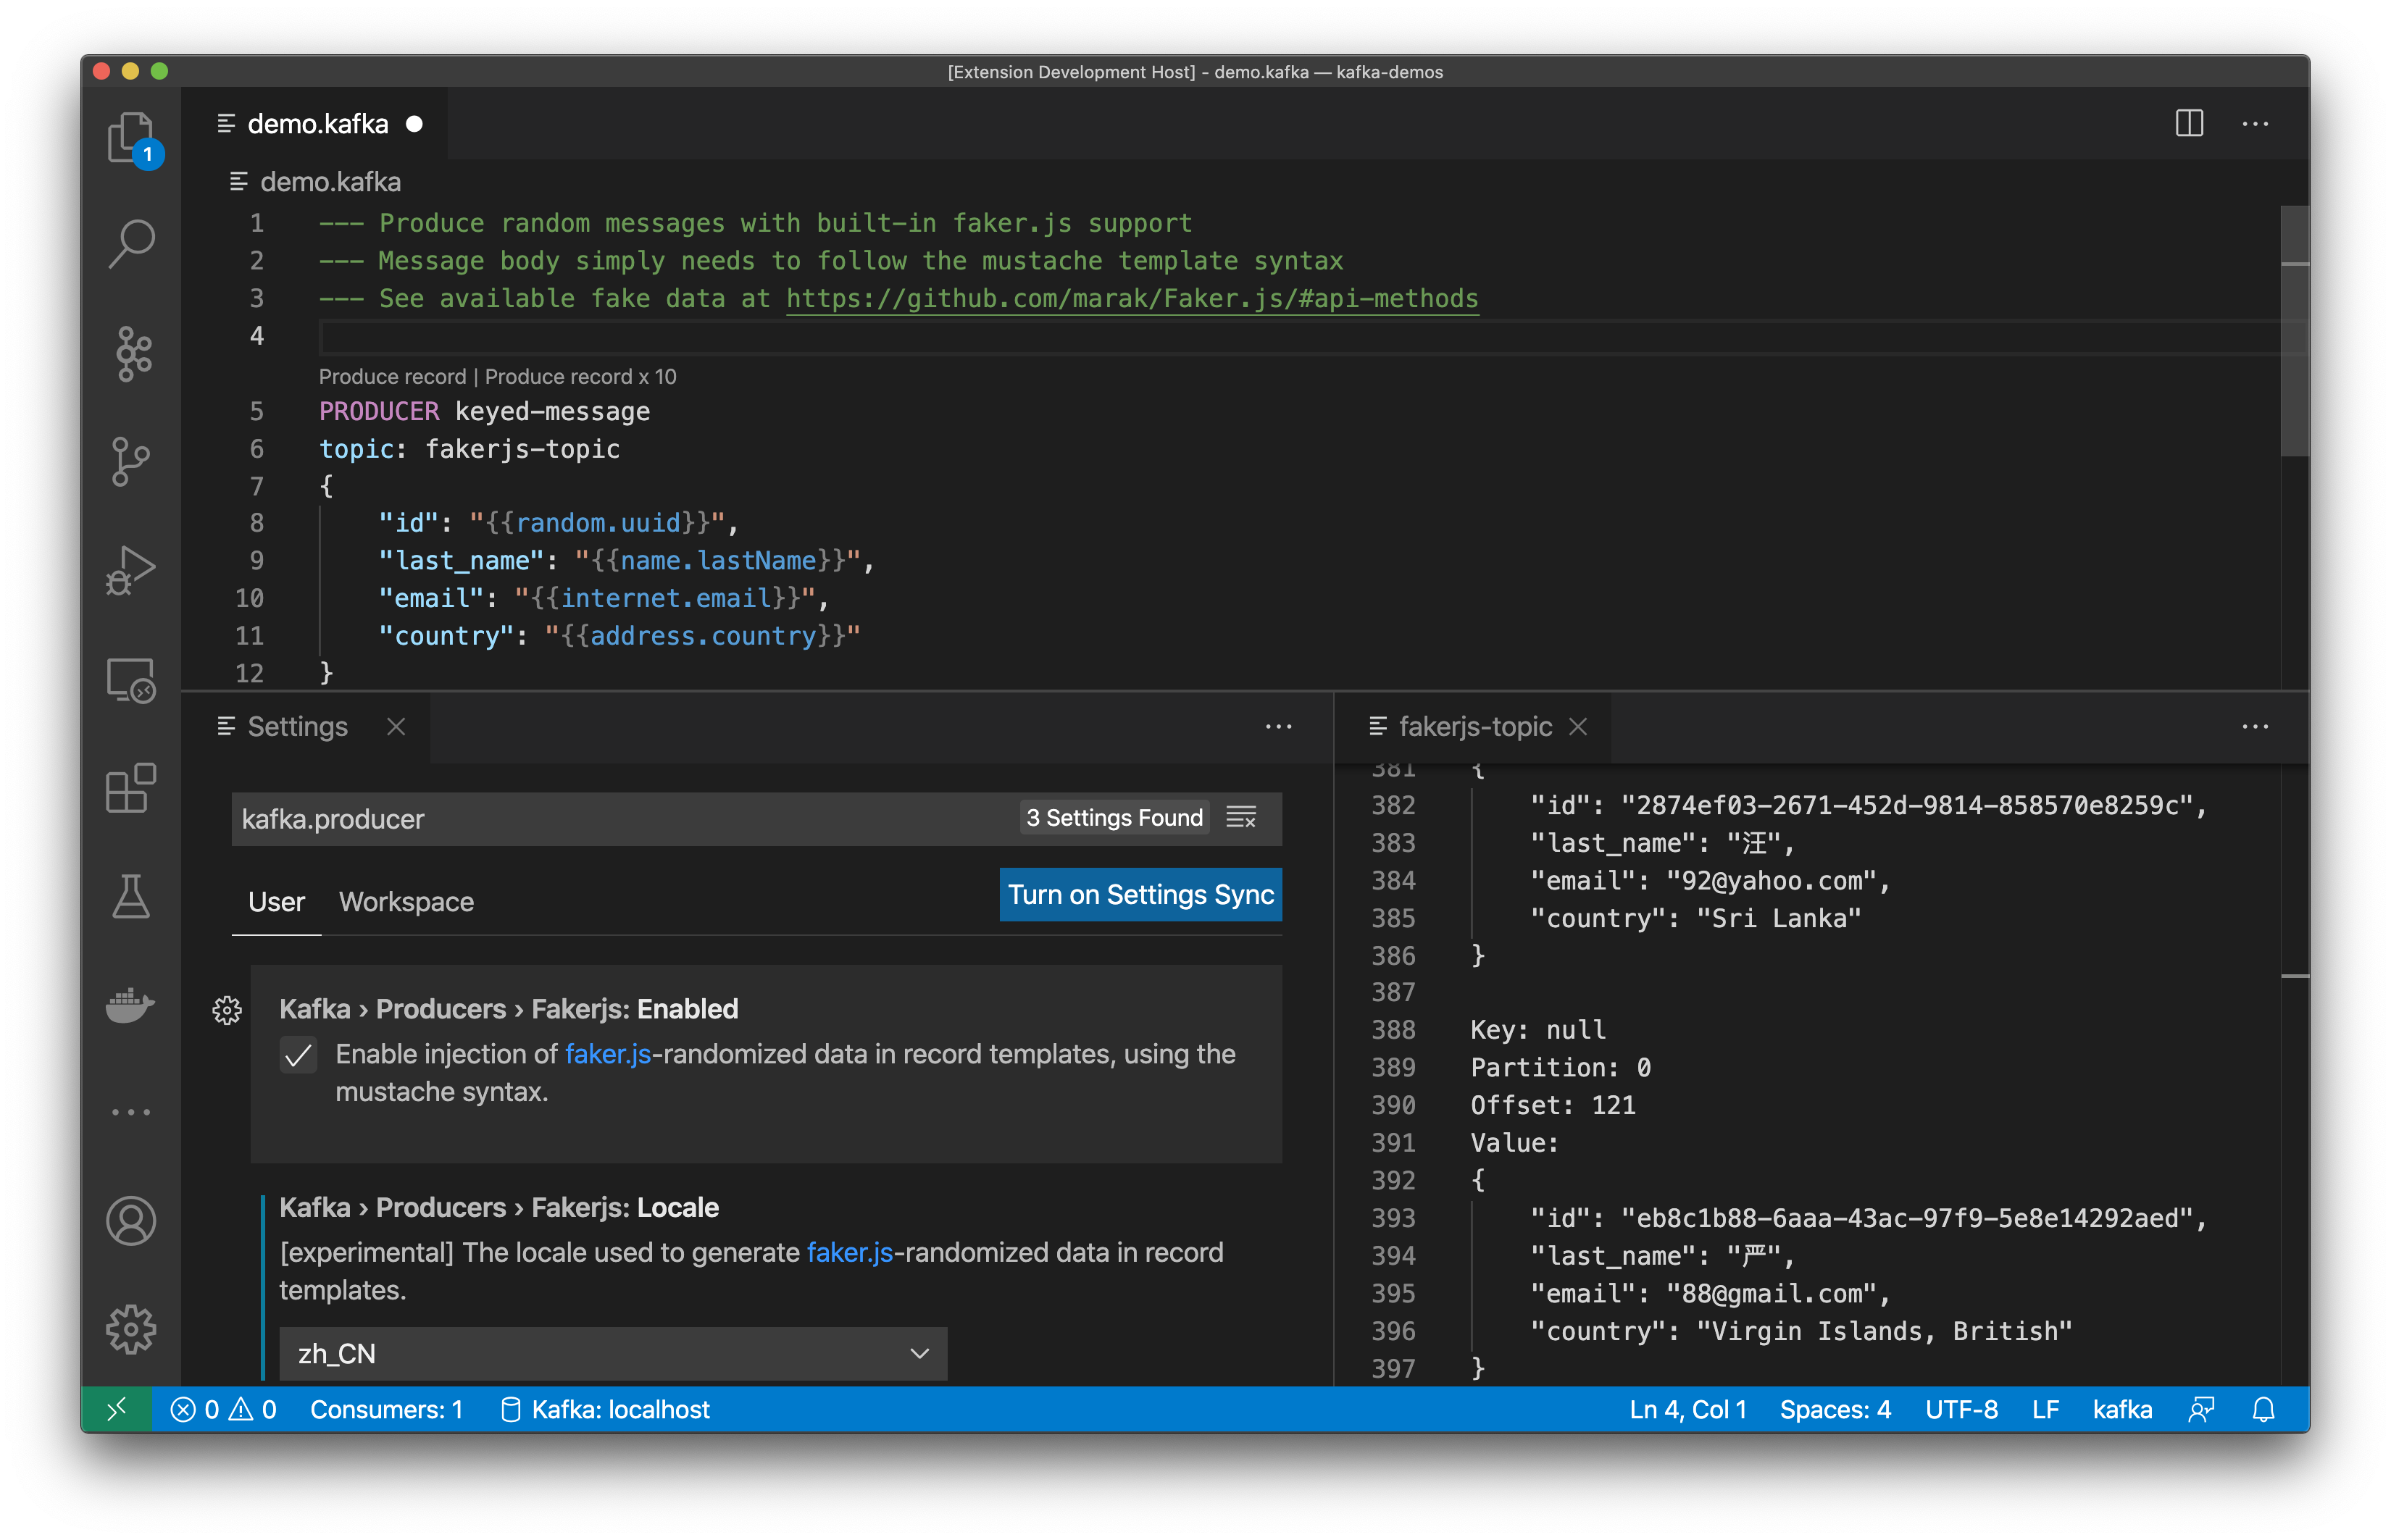 [Extension Development Host] - demo.kafka — kafka-demos
1
demo.kafka
demo.kafka
1 --- Produce random messages with built-in faker.js support
2 --- Message body simply needs to follow the mustache template syntax
3 --- See available fake data at https://github.com/marak/Faker.js/#api-methods
4
Produce record | Produce record x 10
5 PRODUCER keyed-message
6 topic: fakerjs-topic
7 {
8 "id": "{{random.uuid}}",
9 "last_name": "{{name.lastName}}",
10 "email": "{{internet.email}}",
11 "country": "{{address.country}}"
12 }
Settings
kafka.producer
3 Settings Found
User
Workspace
Turn on Settings Sync
Kafka › Producers › Fakerjs: Enabled
Enable injection of faker.js-randomized data in record templates, using the
mustache syntax.
Kafka › Producers › Fakerjs: Locale
[experimental] The locale used to generate faker.js-randomized data in record
templates.
zh_CN
fakerjs-topic
381 {
382 "id": "2874ef03-2671-452d-9814-858570e8259c",
383 "last_name": "汪",
384 "email": "92@yahoo.com",
385 "country": "Sri Lanka"
386 }
387
388 Key: null
389 Partition: 0
390 Offset: 121
391 Value:
392 {
393 "id": "eb8c1b88-6aaa-43ac-97f9-5e8e14292aed",
394 "last_name": "严",
395 "email": "88@gmail.com",
396 "country": "Virgin Islands, British"
397 }
0 0 Consumers: 1 Kafka: localhost Ln 4, Col 1 Spaces: 4 UTF-8 LF kafka